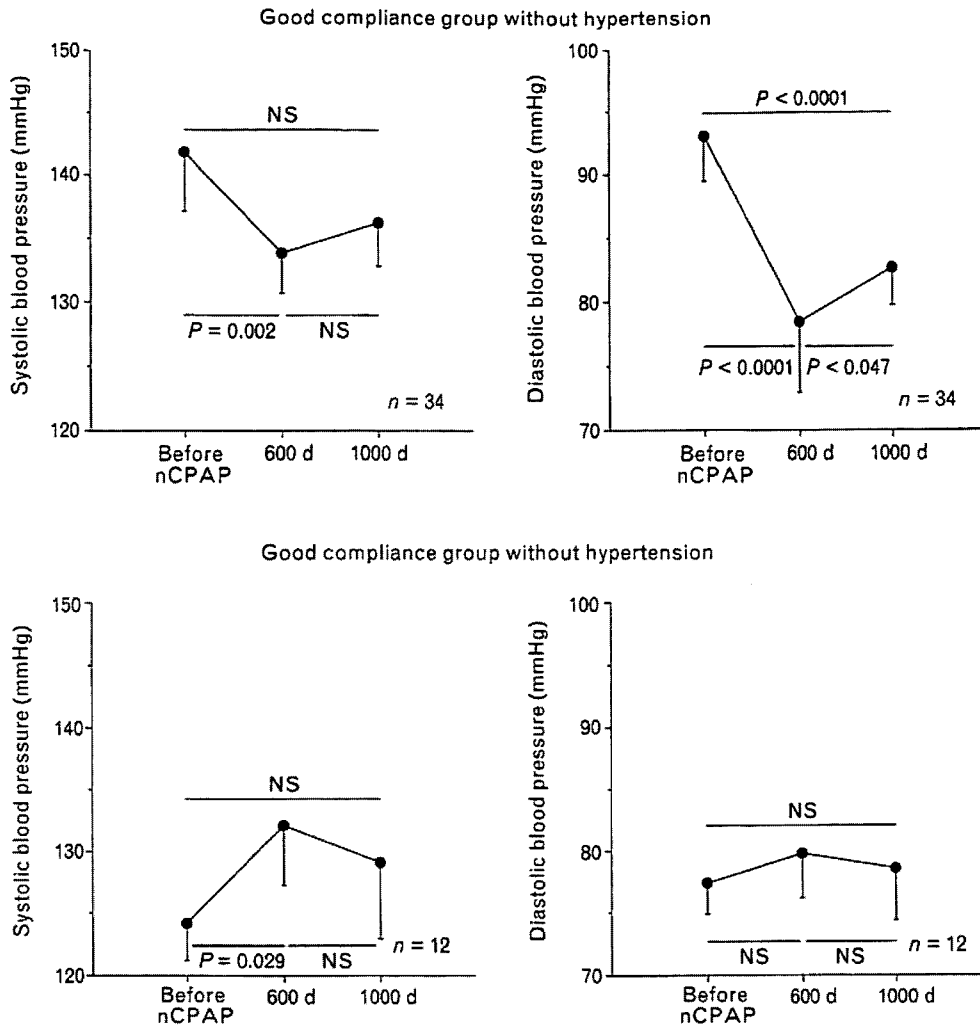 Good compliance group without hypertension
Systolic blood pressure (mmHg)
150
140
130
120
NS
P = 0.002
NS
n = 34
Before
nCPAP
600 d
1000 d
Diastolic blood pressure (mmHg)
100
90
80
70
P < 0.0001
P < 0.0001
P < 0.047
n = 34
Before
nCPAP
600 d
1000 d
Good compliance group without hypertension
Systolic blood pressure (mmHg)
150
140
130
120
NS
P = 0.029
NS
n = 12
Before
nCPAP
600 d
1000 d
Diastolic blood pressure (mmHg)
100
90
80
70
NS
NS
NS
n = 12
Before
nCPAP
600 d
1000 d